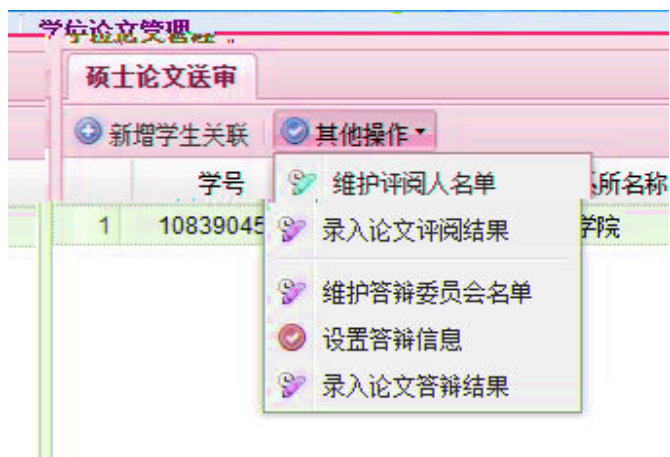 学位论文管理
硕士论文送审
新增学生关联 其他操作
学号 所名称
维护评阅人名单
1 10839045 学院
录入论文评阅结果
维护答辩委员会名单
设置答辩信息
录入论文答辩结果